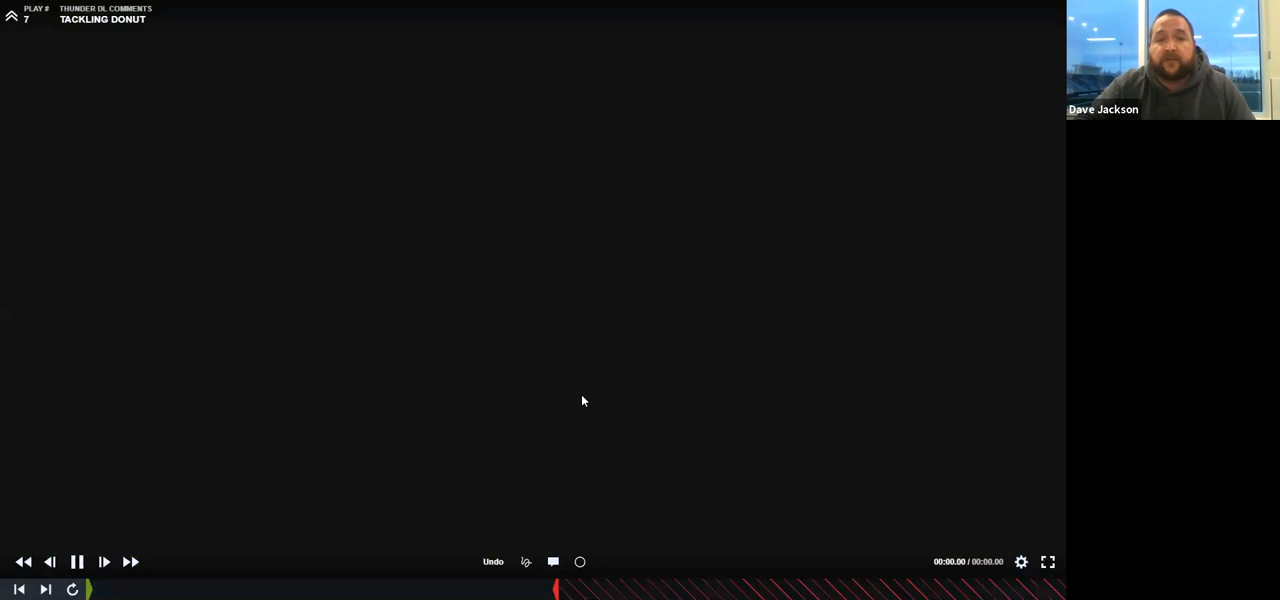 PLAY #
7
THUNDER DL COMMENTS
TACKLING DONUT
Dave Jackson
Undo
00:00.00 / 00:00.00